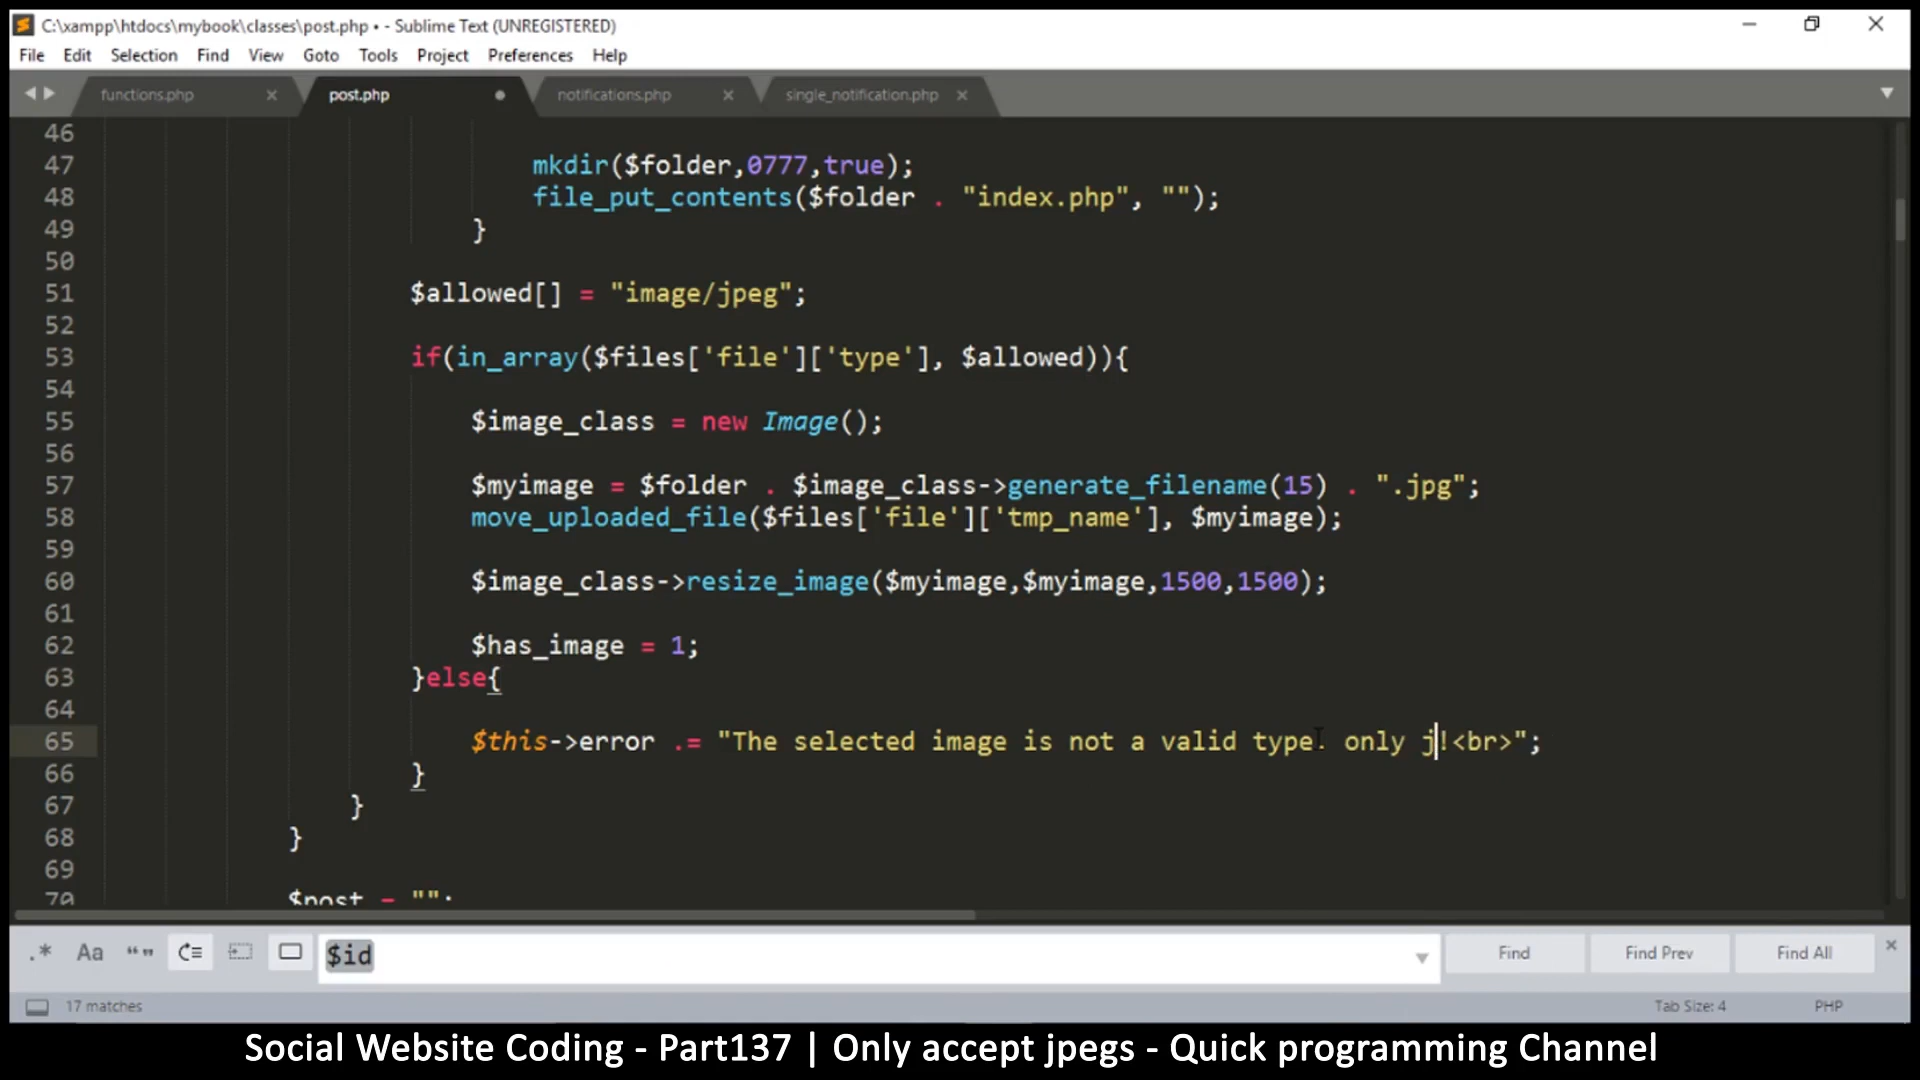 C:\xampp\htdocs\mybook\classes\post.php • - Sublime Text (UNREGISTERED)
File Edit Selection Find View Goto Tools Project Preferences Help
functions.php post.php notifications.php single_notification.php
46
47 mkdir($folder,0777,true);
48 file_put_contents($folder . "index.php", "");
49 }
50
51 $allowed[] = "image/jpeg";
52
53 if(in_array($files['file']['type'], $allowed)){
54
55 $image_class = new Image();
56
57 $myimage = $folder . $image_class->generate_filename(15) . ".jpg";
58 move_uploaded_file($files['file']['tmp_name'], $myimage);
59
60 $image_class->resize_image($myimage,$myimage,1500,1500);
61
62 $has_image = 1;
63 }else{
64
65 $this->error .= "The selected image is not a valid type. only j!<br>";
66 }
67 }
68 }
69
70 $post = "";
.* Aa “” $id Find Find Prev Find All
17 matches Tab Size: 4 PHP
Social Website Coding - Part137 | Only accept jpegs - Quick programming Channel